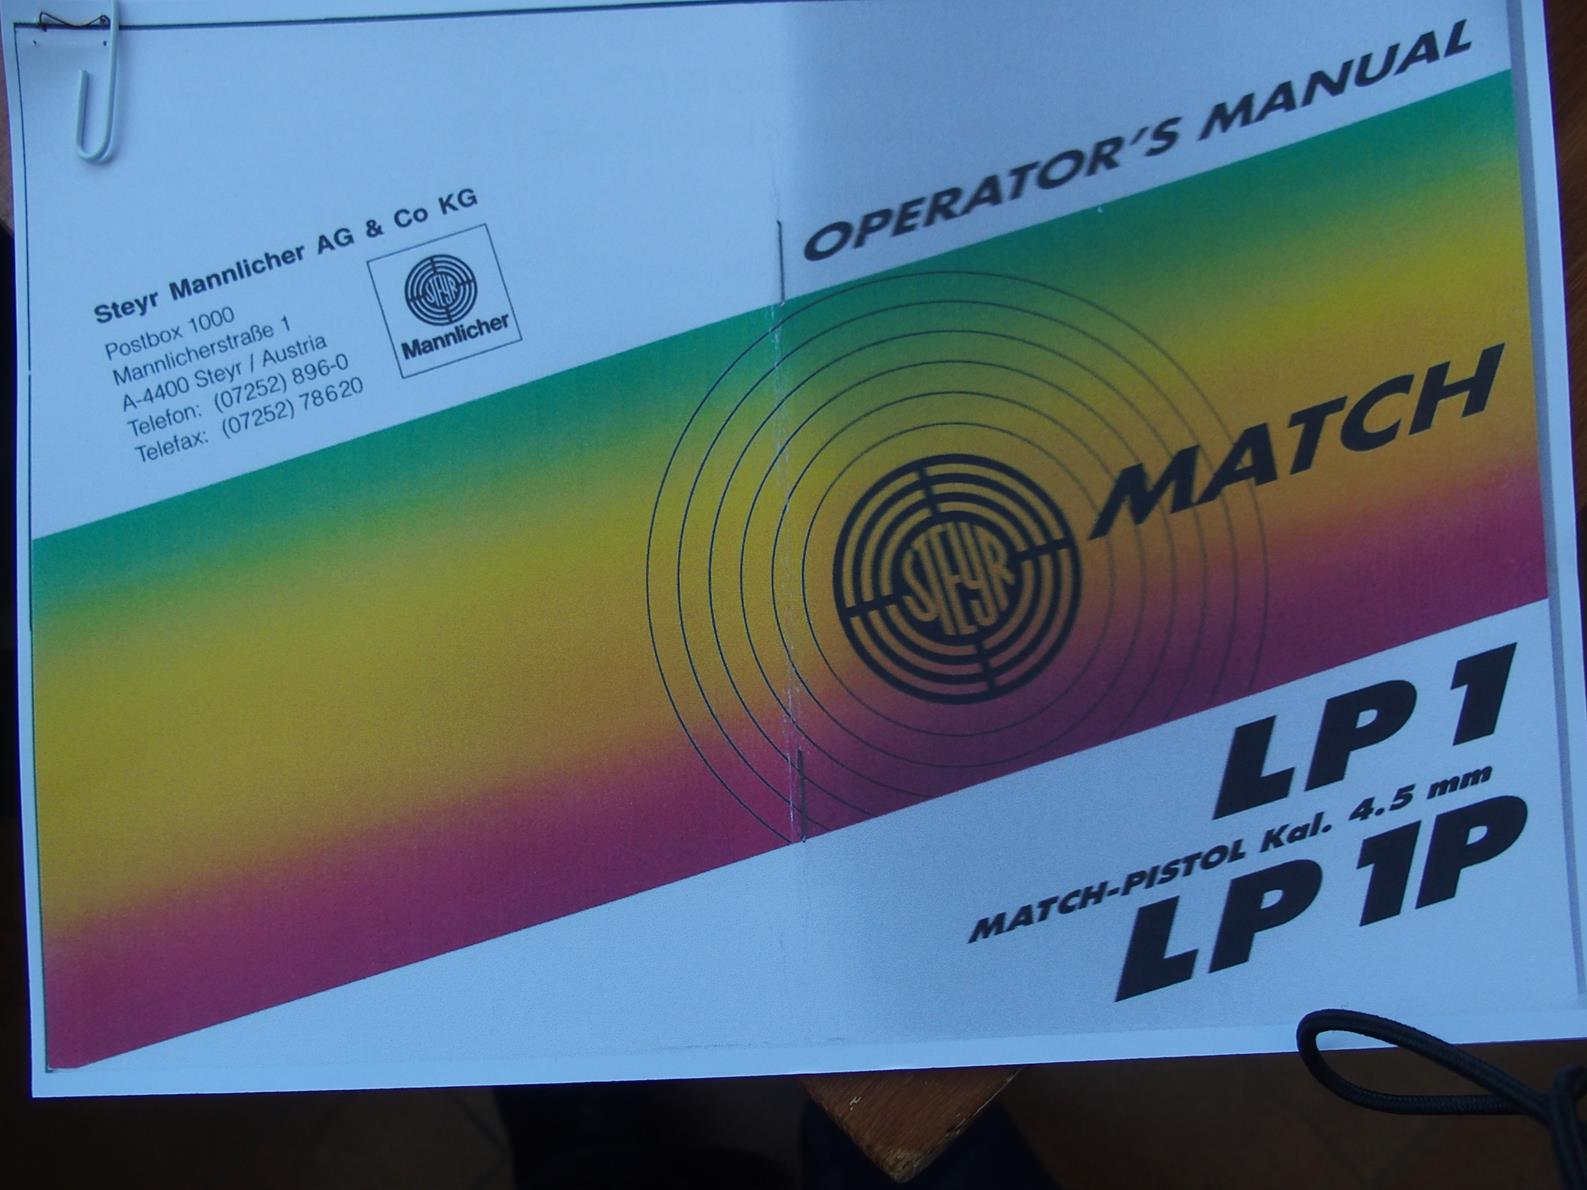 Steyr Mannlicher AG & Co KG
Postbox 1000
Mannlicherstraße 1
A-4400 Steyr / Austria
Telefon: (07252) 896-0
Telefax: (07252) 78620
STEYR
Mannlicher
OPERATOR'S MANUAL
MATCH
STEYR
LP 1
MATCH-PISTOL Kal. 4.5 mm
LP 1P